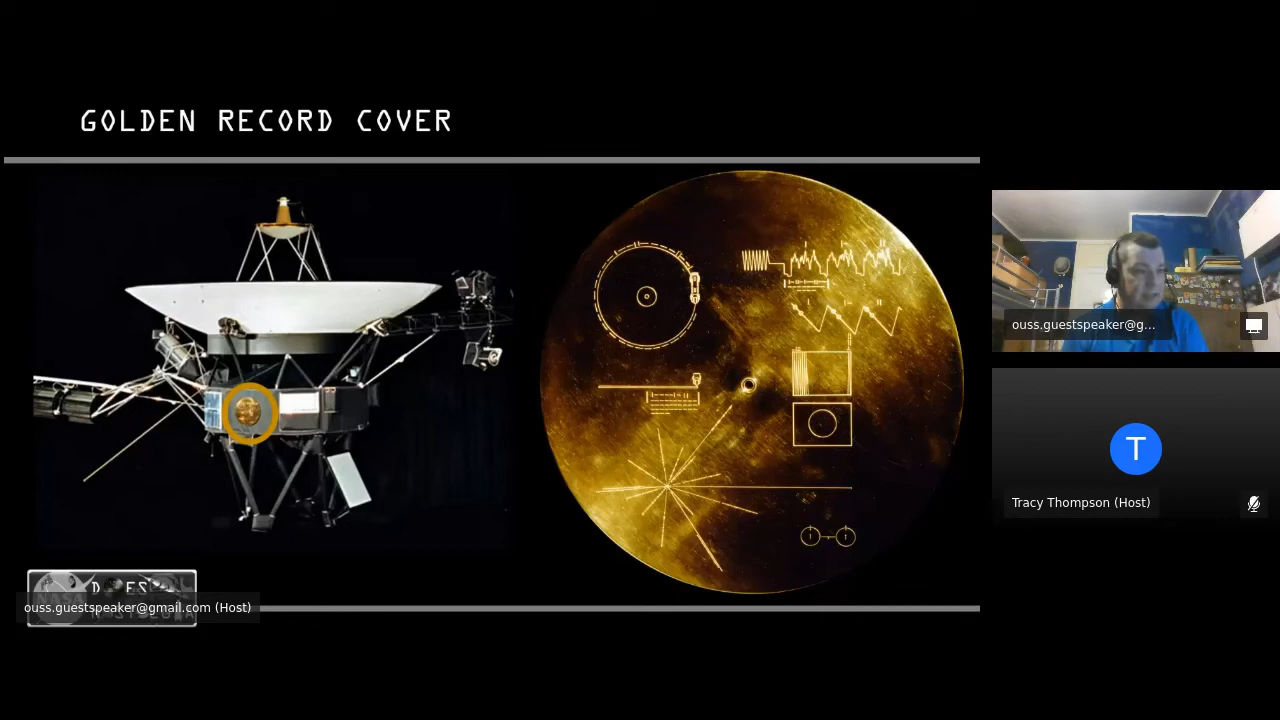 GOLDEN RECORD COVER
ouss.guestspeaker@g...
T
Tracy Thompson (Host)
ouss.guestspeaker@gmail.com (Host)